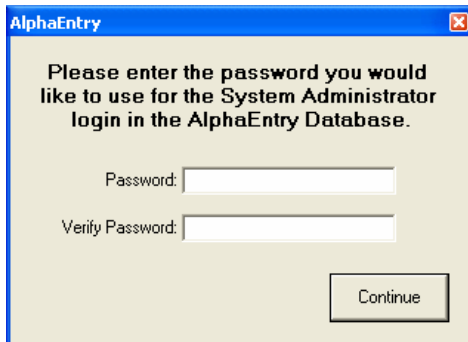 AlphaEntry
Please enter the password you would
like to use for the System Administrator
login in the AlphaEntry Database.
Password:
Verify Password:
Continue